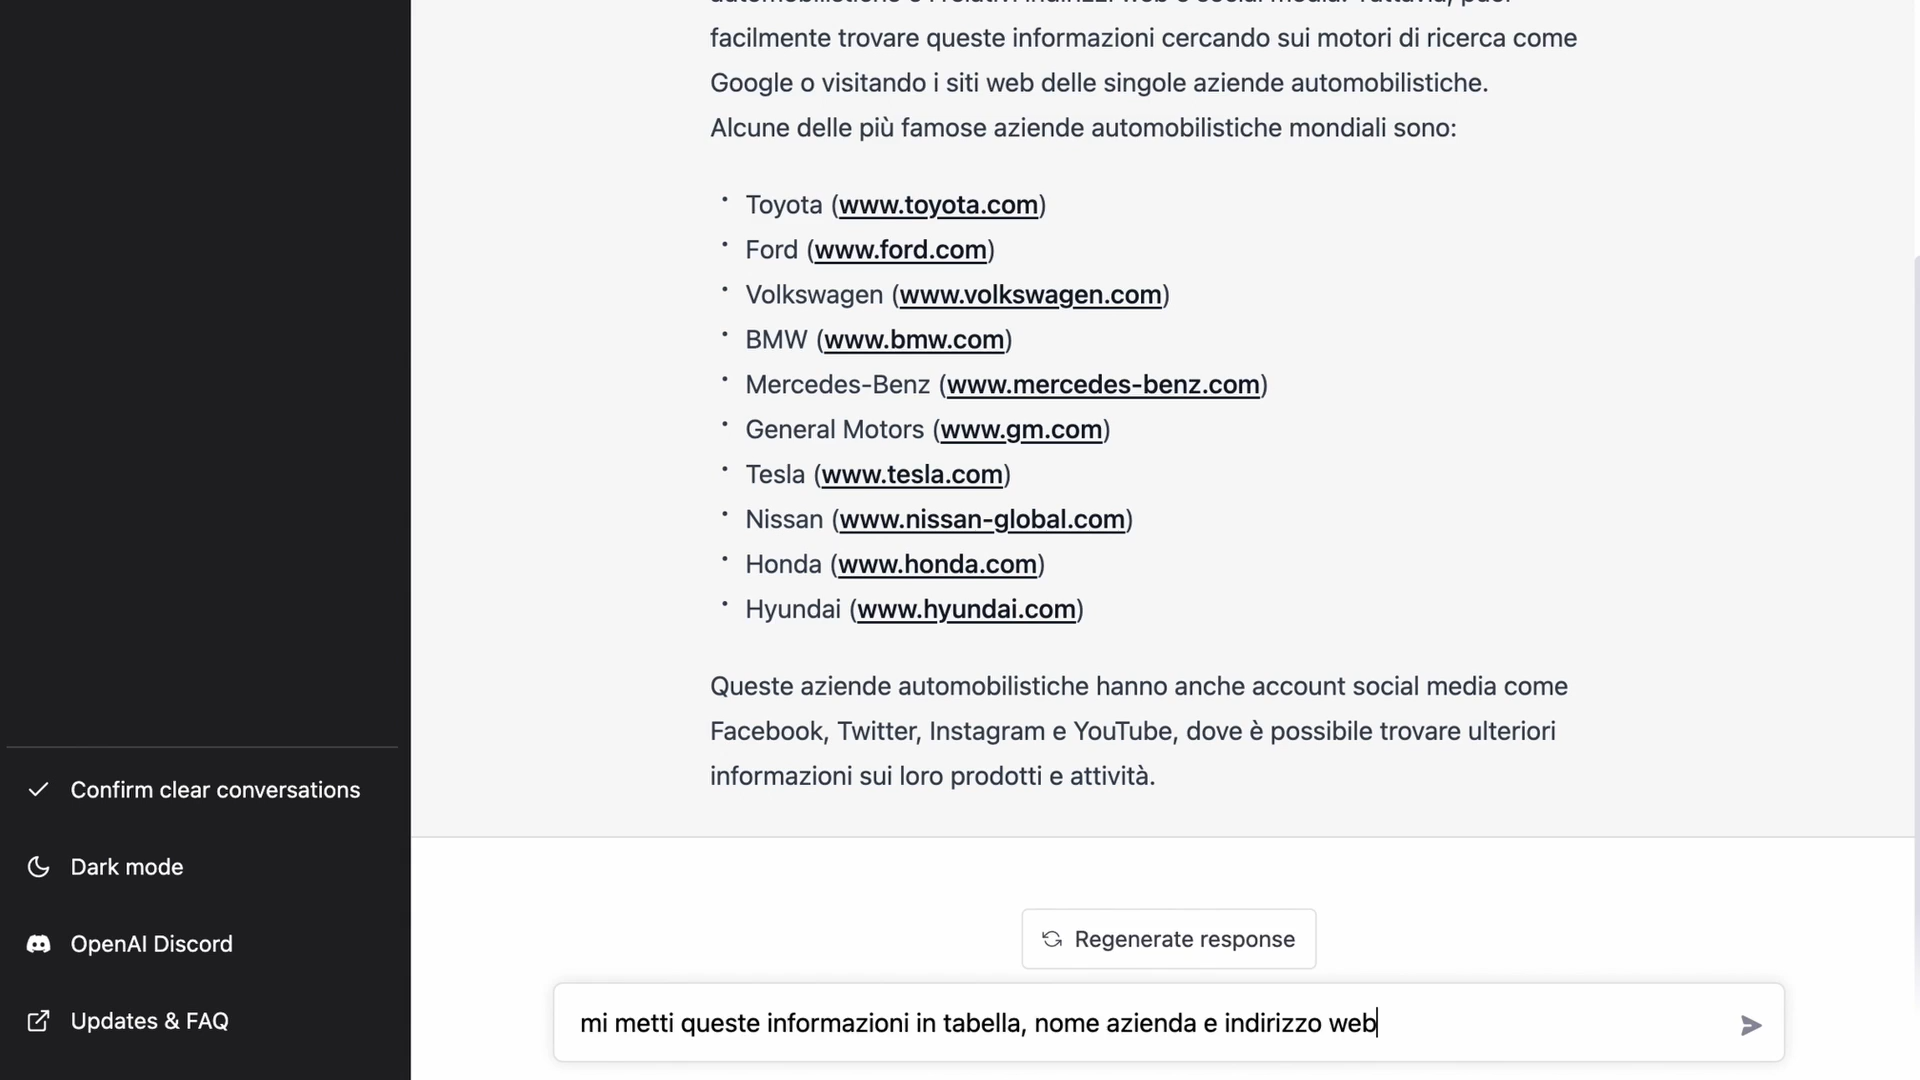 facilmente trovare queste informazioni cercando sui motori di ricerca come
Google o visitando i siti web delle singole aziende automobilistiche.
Alcune delle più famose aziende automobilistiche mondiali sono:
• Toyota (www.toyota.com)
• Ford (www.ford.com)
• Volkswagen (www.volkswagen.com)
• BMW (www.bmw.com)
• Mercedes-Benz (www.mercedes-benz.com)
• General Motors (www.gm.com)
• Tesla (www.tesla.com)
• Nissan (www.nissan-global.com)
• Honda (www.honda.com)
• Hyundai (www.hyundai.com)
Queste aziende automobilistiche hanno anche account social media come
Facebook, Twitter, Instagram e YouTube, dove è possibile trovare ulteriori
informazioni sui loro prodotti e attività.
Confirm clear conversations
Dark mode
OpenAI Discord
Updates & FAQ
Regenerate response
mi metti queste informazioni in tabella, nome azienda e indirizzo web